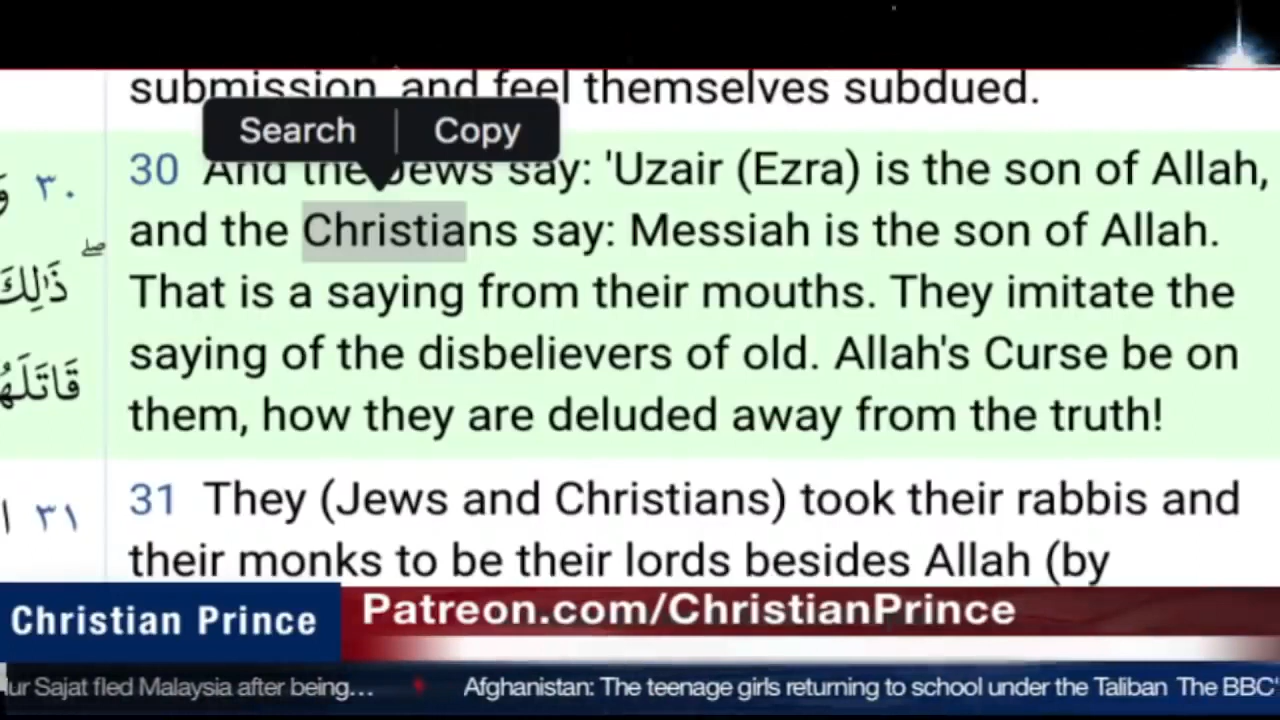 submission, and feel themselves subdued.
Search Copy
30 And the Jews say: 'Uzair (Ezra) is the son of Allah,
٣٠
and the Christians say: Messiah is the son of Allah.
That is a saying from their mouths. They imitate the
ذَٰلِكَ
saying of the disbelievers of old. Allah's Curse be on
them, how they are deluded away from the truth!
31 They (Jews and Christians) took their rabbis and
٣١
their monks to be their lords besides Allah (by
Christian Prince
Patreon.com/ChristianPrince
Sajat fled Malaysia after being...
Afghanistan: The teenage girls returning to school under the Taliban The BBC'